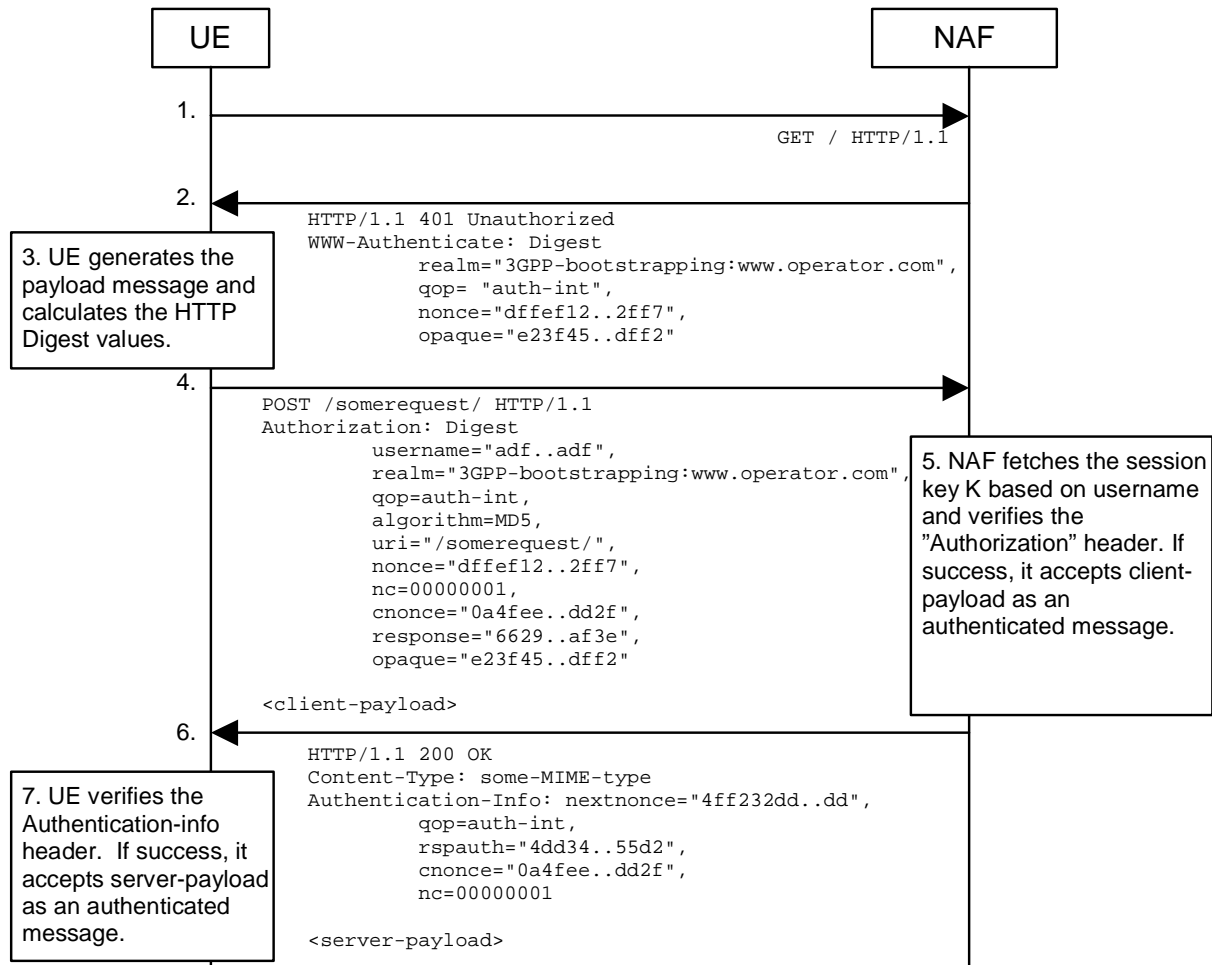 UE
NAF
1.
GET / HTTP/1.1
2.
HTTP/1.1 401 Unauthorized
WWW-Authenticate: Digest
realm="3GPP-bootstrapping:www.operator.com",
qop= "auth-int",
nonce="dffef12..2ff7",
opaque="e23f45..dff2"
3. UE generates the
payload message and
calculates the HTTP
Digest values.
4.
POST /somerequest/ HTTP/1.1
Authorization: Digest
username="adf..adf",
realm="3GPP-bootstrapping:www.operator.com",
qop=auth-int,
algorithm=MD5,
uri="/somerequest/",
nonce="dffef12..2ff7",
nc=00000001,
cnonce="0a4fee..dd2f",
response="6629..af3e",
opaque="e23f45..dff2"
<client-payload>
5. NAF fetches the session
key K based on username
and verifies the
”Authorization” header. If
success, it accepts client-
payload as an
authenticated message.
6.
HTTP/1.1 200 OK
Content-Type: some-MIME-type
Authentication-Info: nextnonce="4ff232dd..dd",
qop=auth-int,
rspauth="4dd34..55d2",
cnonce="0a4fee..dd2f",
nc=00000001
<server-payload>
7. UE verifies the
Authentication-info
header.  If success, it
accepts server-payload
as an authenticated
message.